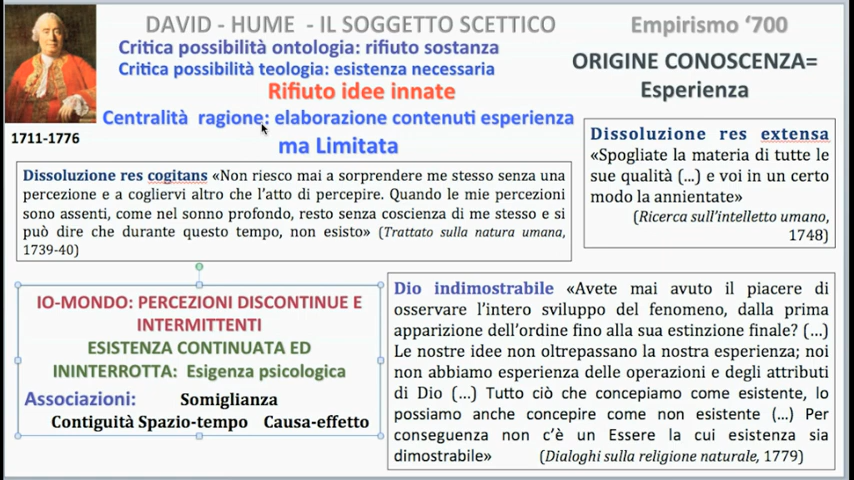 DAVID - HUME - IL SOGGETTO SCETTICO
Empirismo ‘700
Critica possibilità ontologia: rifiuto sostanza
Critica possibilità teologia: esistenza necessaria
Rifiuto idee innate
Centralità ragione: elaborazione contenuti esperienza
ma Limitata
ORIGINE CONOSCENZA=
Esperienza
1711-1776
Dissoluzione res cogitans «Non riesco mai a sorprendere me stesso senza una
percezione e a cogliervi altro che l’atto di percepire. Quando le mie percezioni
sono assenti, come nel sonno profondo, resto senza coscienza di me stesso e si
può dire che durante questo tempo, non esisto» (Trattato sulla natura umana,
1739-40)
Dissoluzione res extensa
«Spogliate la materia di tutte le
sue qualità (...) e voi in un certo
modo la annientate»
(Ricerca sull’intelletto umano,
1748)
IO-MONDO: PERCEZIONI DISCONTINUE E
INTERMITTENTI
ESISTENZA CONTINUATA ED
ININTERROTTA: Esigenza psicologica
Associazioni: Somiglianza
Contiguità Spazio-tempo Causa-effetto
Dio indimostrabile «Avete mai avuto il piacere di
osservare l’intero sviluppo del fenomeno, dalla prima
apparizione dell’ordine fino alla sua estinzione finale? (...)
Le nostre idee non oltrepassano la nostra esperienza; noi
non abbiamo esperienza delle operazioni e degli attributi
di Dio (...) Tutto ciò che concepiamo come esistente, lo
possiamo anche concepire come non esistente (...) Per
conseguenza non c’è un Essere la cui esistenza sia
dimostrabile» (Dialoghi sulla religione naturale, 1779)